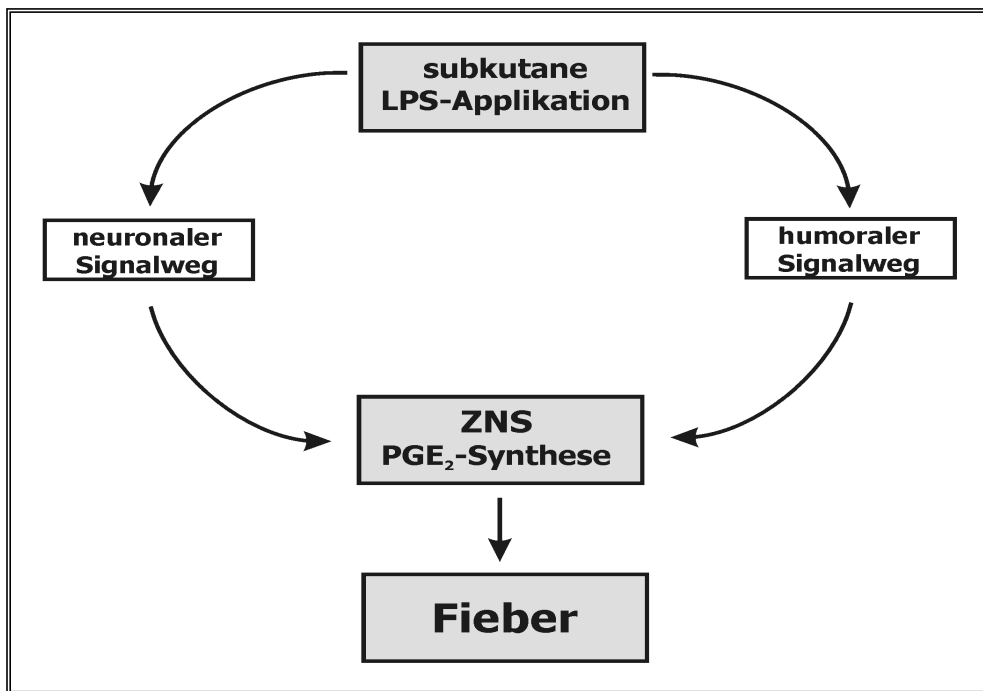 subkutane
LPS-Applikation
neuronaler
Signalweg
humoraler
Signalweg
ZNS
PGE₂-Synthese
Fieber